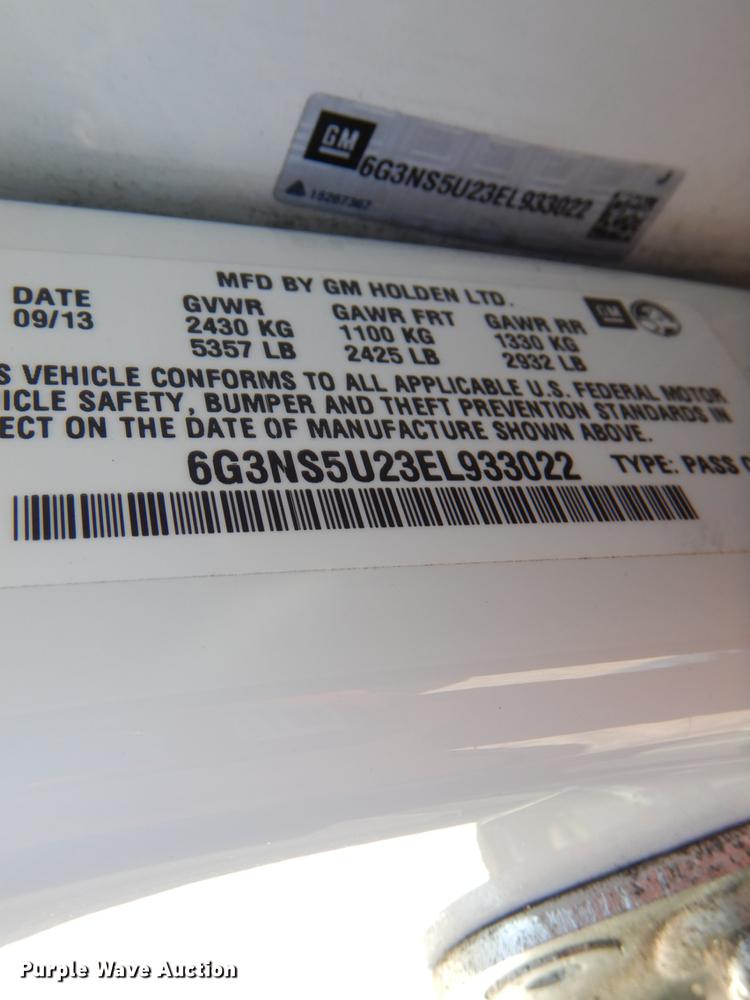 GM
6G3NS5U23EL933022
J
15267367
MFD BY GM HOLDEN LTD.
DATE GVWR GAWR FRT GAWR RR GM
09/13 2430 KG 1100 KG 1330 KG
5357 LB 2425 LB 2932 LB
S VEHICLE CONFORMS TO ALL APPLICABLE U.S. FEDERAL MOTOR
ICLE SAFETY, BUMPER AND THEFT PREVENTION STANDARDS IN
ECT ON THE DATE OF MANUFACTURE SHOWN ABOVE.
6G3NS5U23EL933022 TYPE: PASS C
Purple Wave Auction